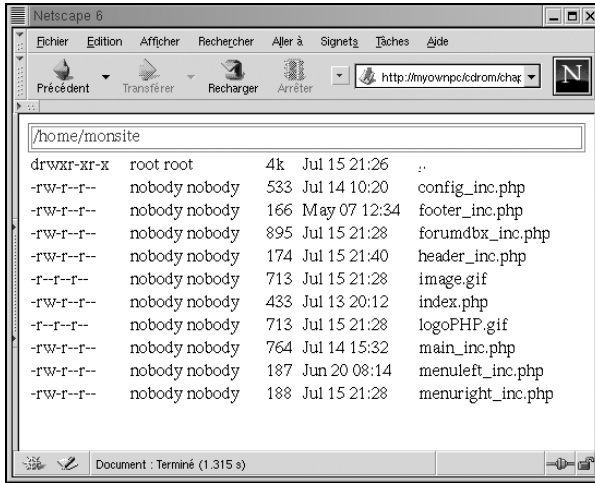 Netscape 6
Fichier Edition Afficher Rechercher Aller à Signets Tâches Aide
Précédent Transférer Recharger Arrêter http://myownpc/cdrom/chap N
/home/monsite
drwxr-xr-x root root 4k Jul 15 21:26 ..
-rw-r--r-- nobody nobody 533 Jul 14 10:20 config_inc.php
-rw-r--r-- nobody nobody 166 May 07 12:34 footer_inc.php
-rw-r--r-- nobody nobody 895 Jul 15 21:28 forumdbx_inc.php
-rw-r--r-- nobody nobody 174 Jul 15 21:40 header_inc.php
-r--r--r-- nobody nobody 713 Jul 15 21:28 image.gif
-rw-r--r-- nobody nobody 433 Jul 13 20:12 index.php
-r--r--r-- nobody nobody 713 Jul 15 21:28 logoPHP.gif
-rw-r--r-- nobody nobody 764 Jul 14 15:32 main_inc.php
-rw-r--r-- nobody nobody 187 Jun 20 08:14 menuleft_inc.php
-rw-r--r-- nobody nobody 188 Jul 15 21:28 menuright_inc.php
Document : Terminé (1.315 s)